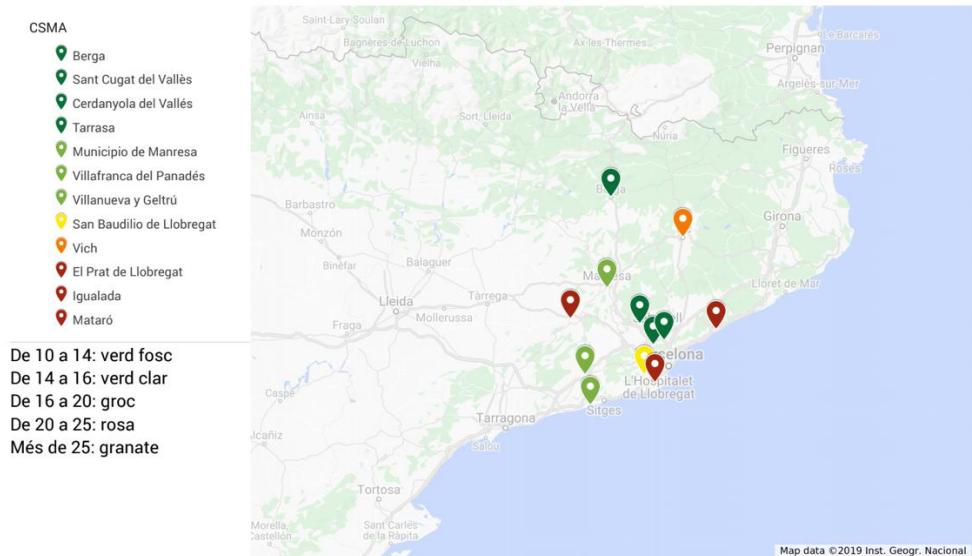 CSMA
Berga
Sant Cugat del Vallès
Cerdanyola del Vallés
Tarrasa
Municipio de Manresa
Villafranca del Panadés
Villanueva y Geltrú
San Baudilio de Llobregat
Vich
El Prat de Llobregat
Igualada
Mataró
De 10 a 14: verd fosc
De 14 a 16: verd clar
De 16 a 20: groc
De 20 a 25: rosa
Més de 25: granate
Saint-Lary Soulan
Bagnères-de-Luchon
Vielha
Ax-les-Thermes
Perpignan
Le Barcarès
Argelès-sur-Mer
Andorra
la Vella
Ainsa
Sort, Lleida
Núria
Figueres
Roses
Barbastro
Monzón
Girona
Binéfar
Balaguer
Lloret de Mar
Lleida
Tàrrega
Mollerussa
Fraga
Barcelona
L'Hospitalet
de Llobregat
Caspe
Sitges
Tarragona
Salou
Alcañiz
Tortosa
Morella,
Castellón
Sant Carles
de la Ràpita
Map data ©2019 Inst. Geogr. Nacional